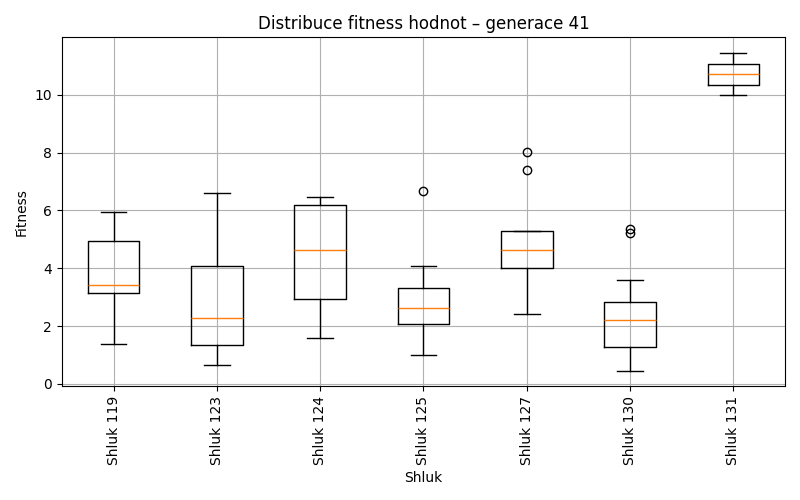 Distribuce fitness hodnot – generace 41
Fitness
10
8
6
4
2
0
Shluk 119
Shluk 123
Shluk 124
Shluk 125
Shluk 127
Shluk 130
Shluk 131
Shluk